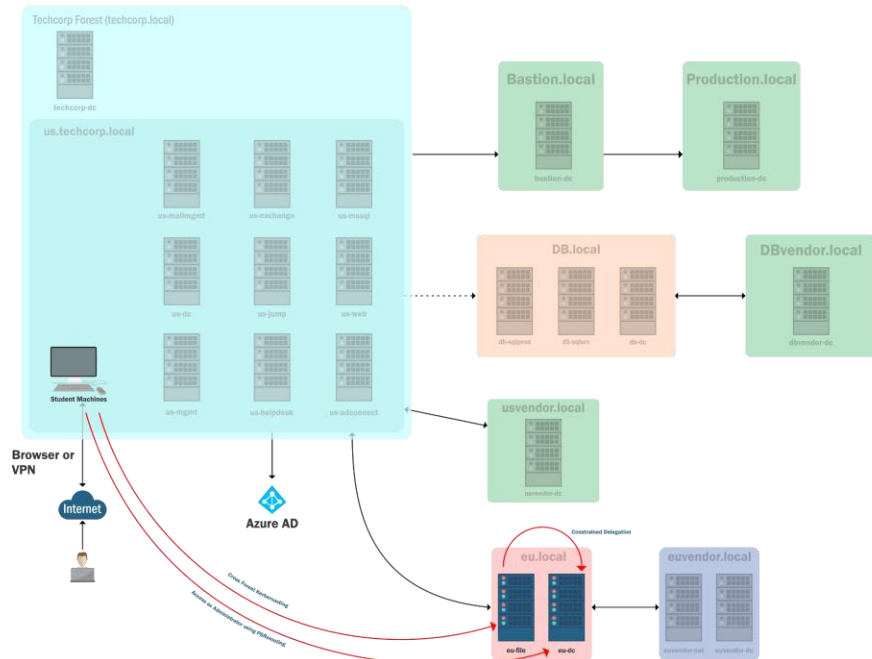 Techcorp Forest (techcorp.local)
techcorp-dc
us.techcorp.local
us-mailmgmt
us-exchange
us-mssql
us-dc
us-jump
us-web
Student Machines
us-mgmt
us-helpdesk
us-adconnect
Bastion.local
bastion-dc
Production.local
production-dc
DB.local
db-sqlprod
db-sqlsrv
db-dc
DBvendor.local
dbvendor-dc
usvendor.local
usvendor-dc
Browser or
VPN
Internet
Azure AD
Cross Forest Kerberoasting
Access as Administrator using PSRemoting
Constrained Delegation
eu.local
eu-file
eu-dc
euvendor.local
euvendor-net
euvendor-dc